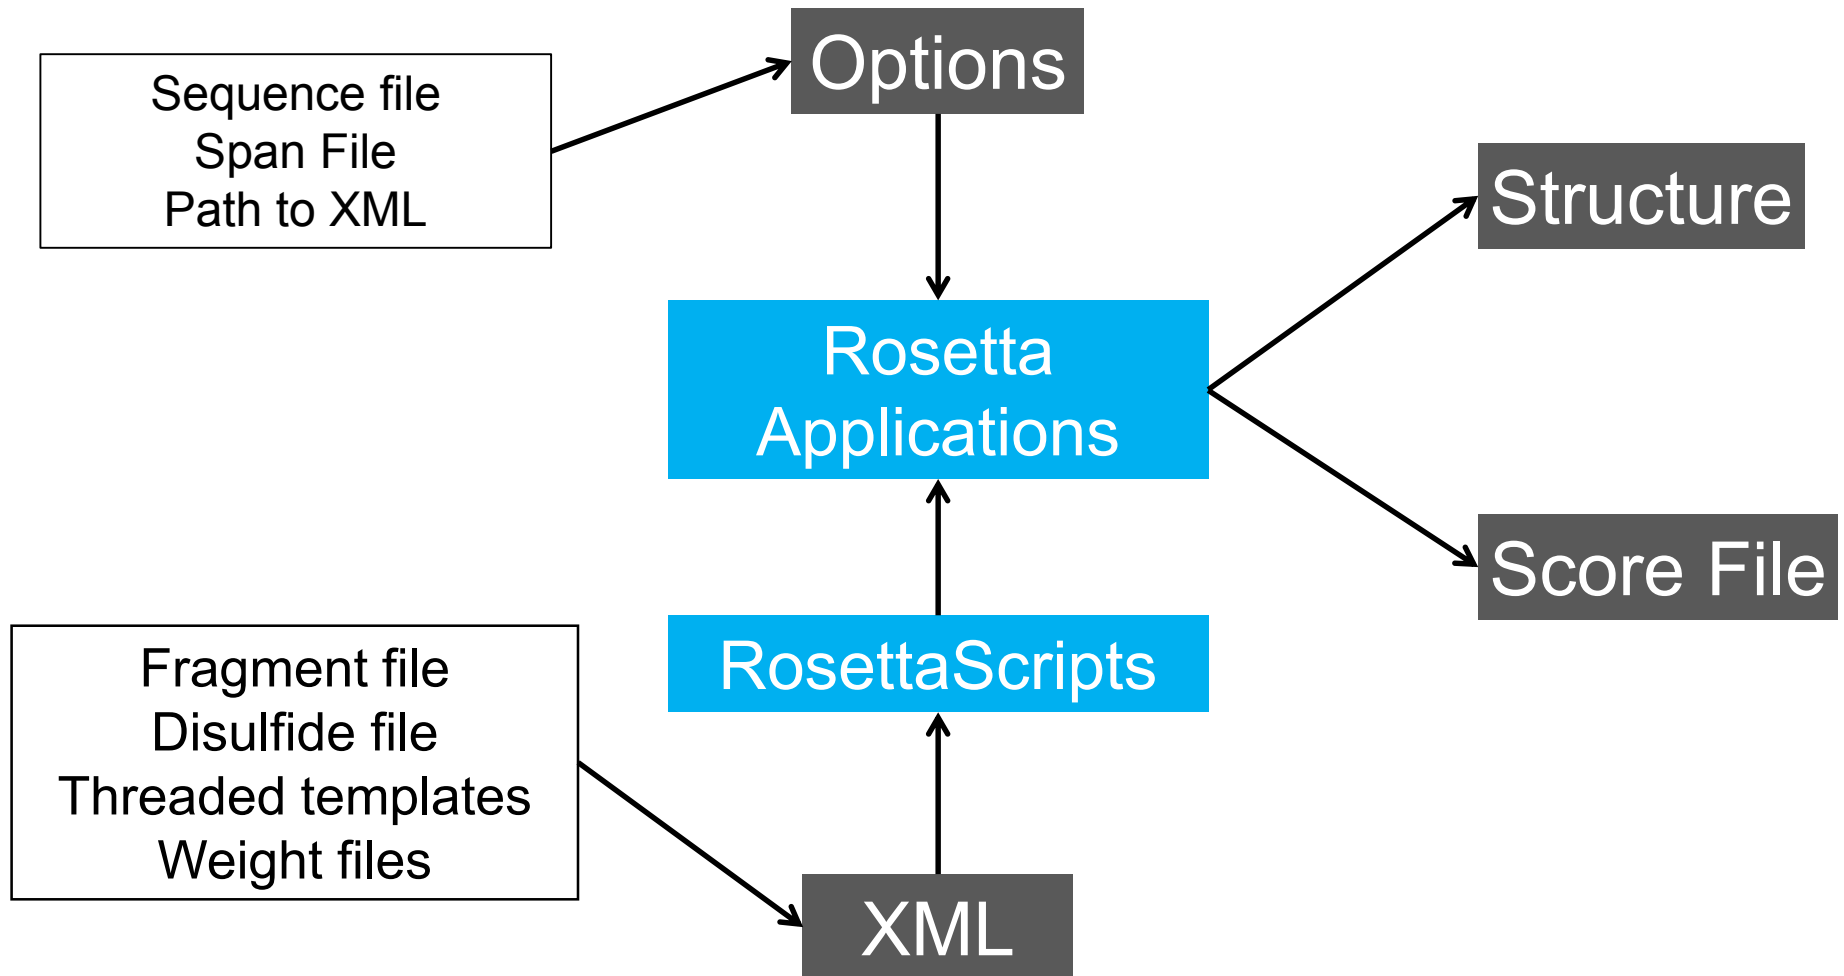 Options
Sequence file
Span File
Path to XML
Structure
Rosetta
Applications
Score File
RosettaScripts
Fragment file
Disulfide file
Threaded templates
Weight files
XML